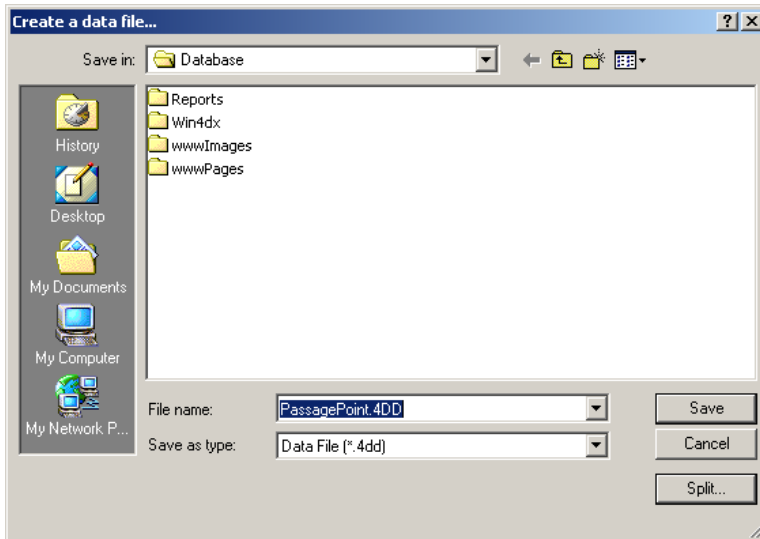 Create a data file...
Save in: Database
Reports
Win4dx
wwwImages
wwwPages
History
Desktop
My Documents
My Computer
My Network P...
File name: PassagePoint.4DD Save
Save as type: Data File (*.4dd) Cancel
Split...